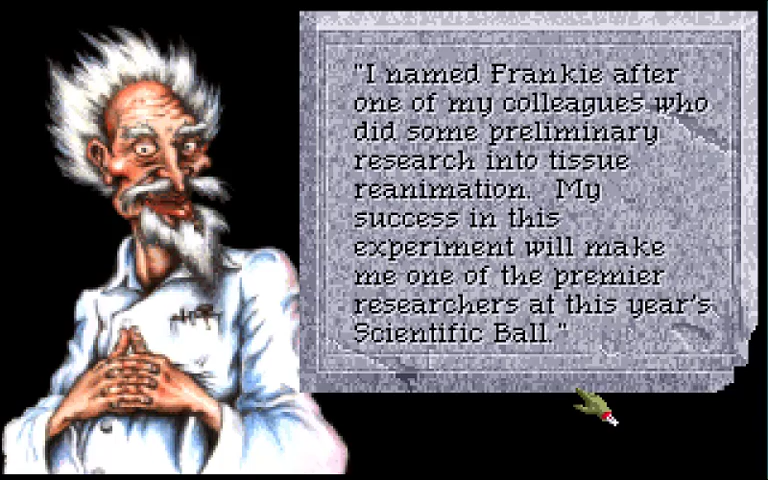 "I named Frankie after
one of my colleagues who
did some preliminary
research into tissue
reanimation.  My
success in this
experiment will make
me one of the premier
researchers at this year's
Scientific Ball."